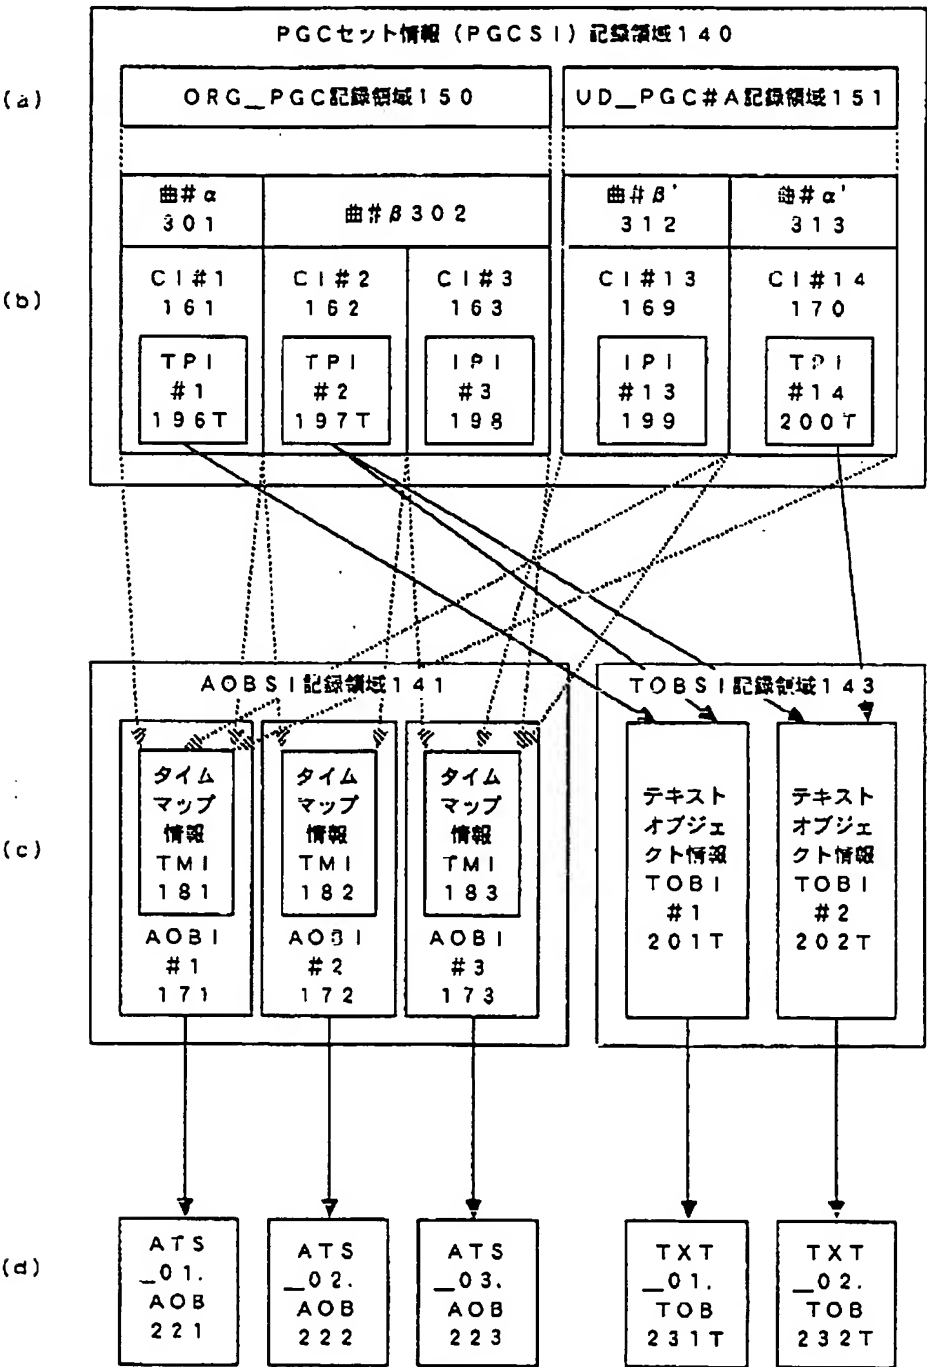 PGCセット情報(PGCSI)記録領域140
(a)
ORG__PGC記録領域150
UD_PGC#A記録領域151
曲#α
301
曲#β302
曲#β'
312
曲#α'
313
(b)
CI#1
161
CI#2
162
CI#3
163
CI#13
169
CI#14
170
TPI
#1
196T
TPI
#2
197T
IPI
#3
198
IPI
#13
199
TPI
#14
200T
AOBSI記録領域141
TOBSI記録領域143
(c)
タイム
マップ
情報
TMI
181
AOBI
#1
171
タイム
マップ
情報
TMI
182
AOBI
#2
172
タイム
マップ
情報
TMI
183
AOBI
#3
173
テキスト
オブジェ
クト情報
TOBI
#1
201T
テキスト
オブジェ
クト情報
TOBI
#2
202T
(d)
ATS
_01.
AOB
221
ATS
__02.
AOB
222
ATS
__03.
AOB
223
TXT
_01.
TOB
231T
TXT
__02.
TOB
232T